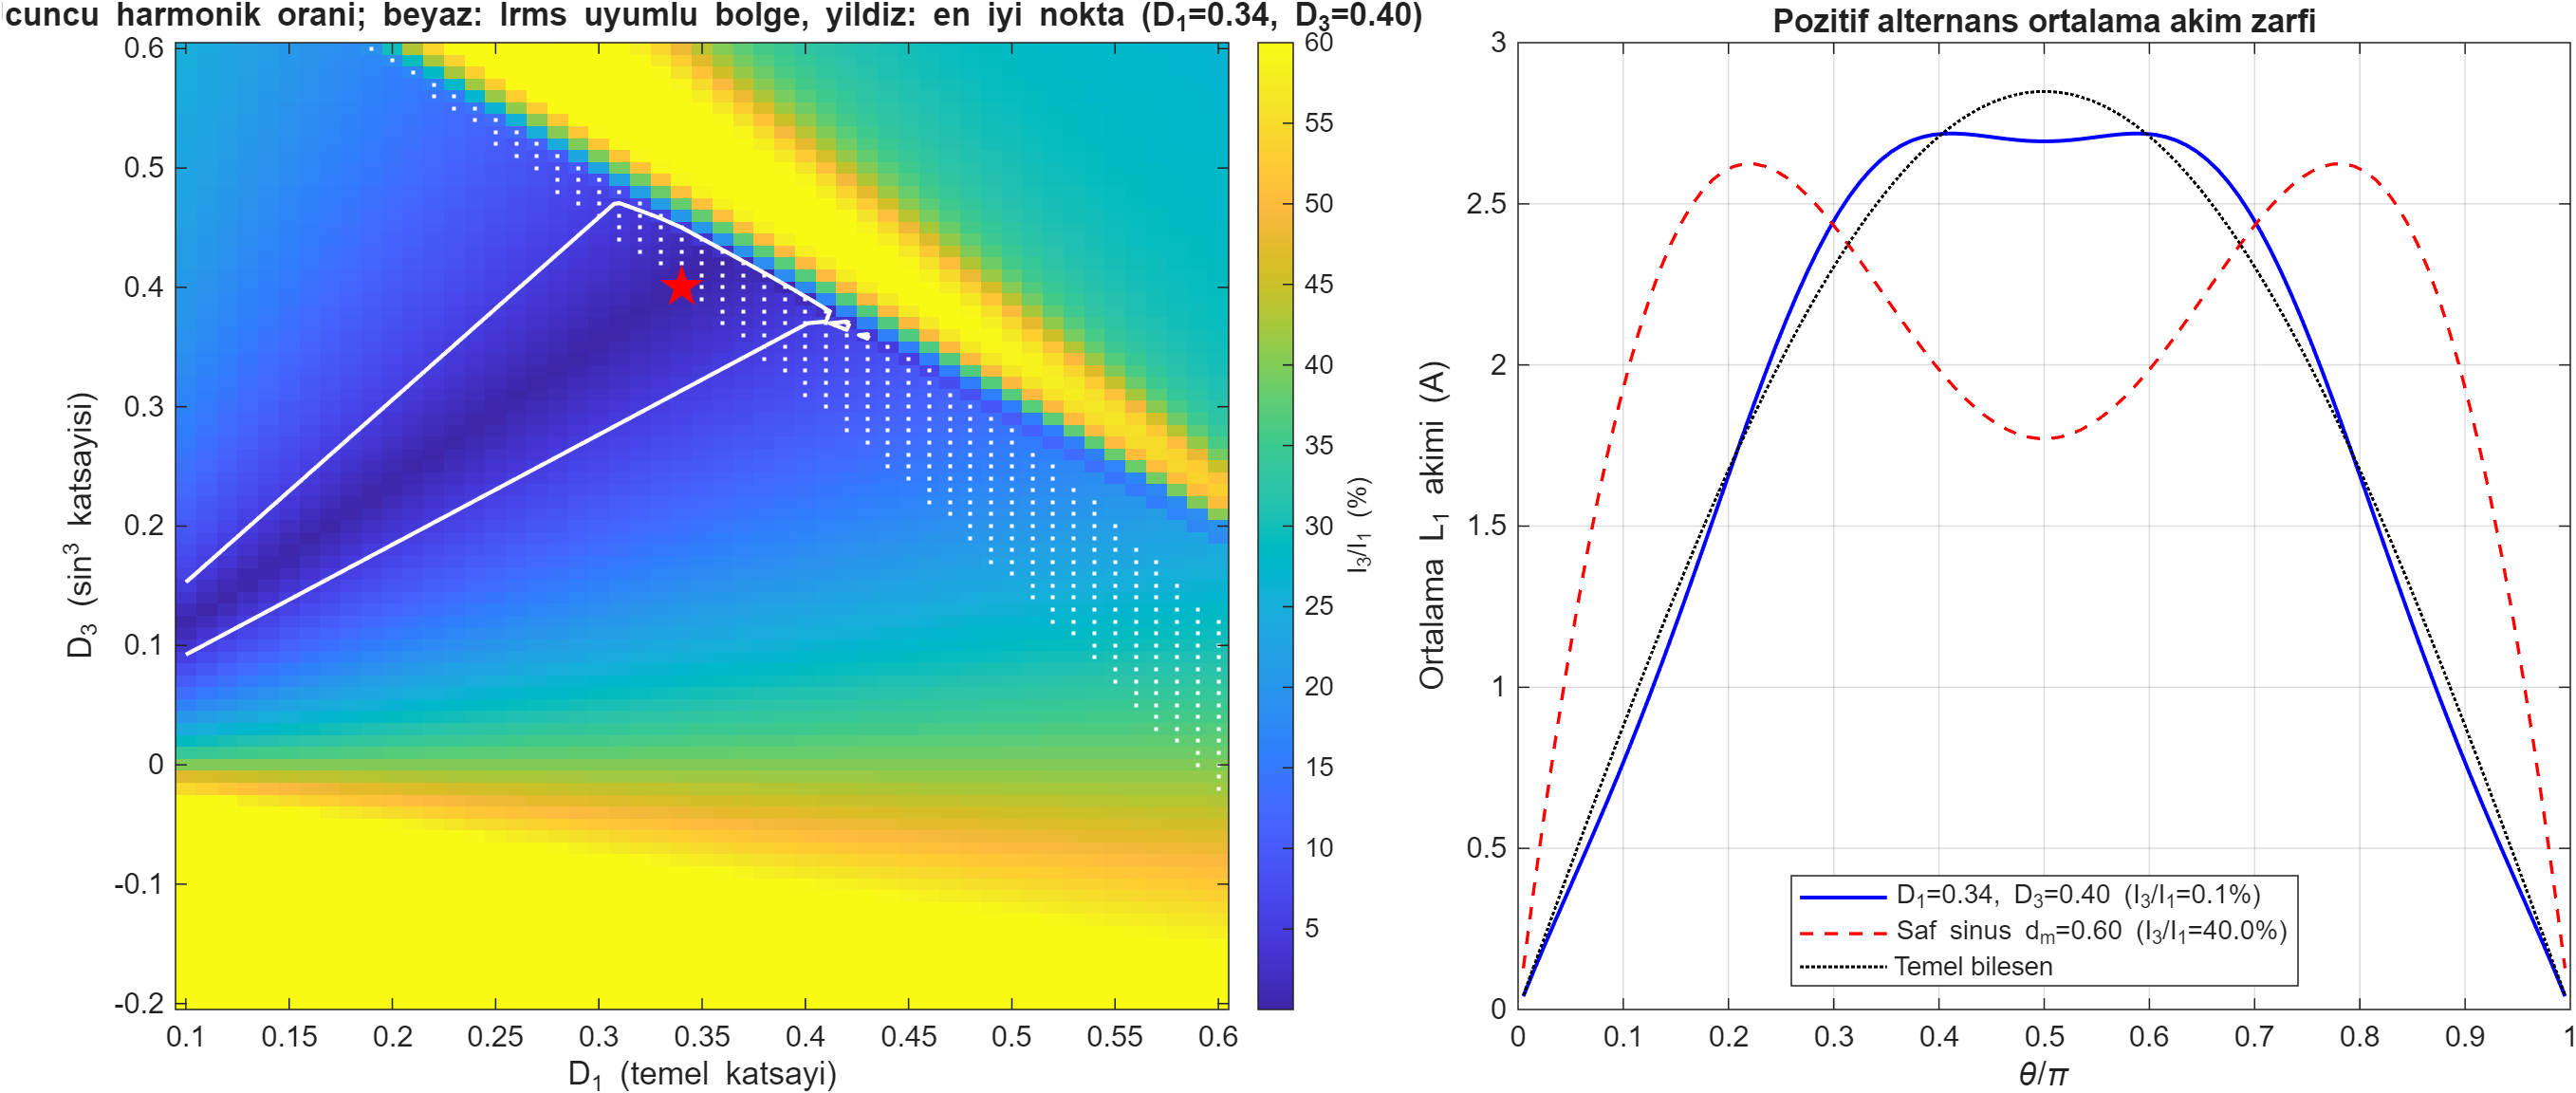 cuncu harmonik orani; beyaz: Irms uyumlu bolge, yildiz: en iyi nokta (D₁=0.34, D₃=0.40)
0.6
0.5
0.4
0.3
0.2
0.1
0
-0.1
-0.2
D₃ (sin³ katsayisi)
0.1 0.15 0.2 0.25 0.3 0.35 0.4 0.45 0.5 0.55 0.6
D₁ (temel katsayi)
60
55
50
45
40
35
30
25
20
15
10
5
I₃/I₁ (%)
Pozitif alternans ortalama akim zarfi
3
2.5
2
1.5
1
0.5
0
Ortalama L₁ akimi (A)
D₁=0.34, D₃=0.40 (I₃/I₁=0.1%)
Saf sinus dₘ=0.60 (I₃/I₁=40.0%)
Temel bilesen
0 0.1 0.2 0.3 0.4 0.5 0.6 0.7 0.8 0.9 1
θ/π